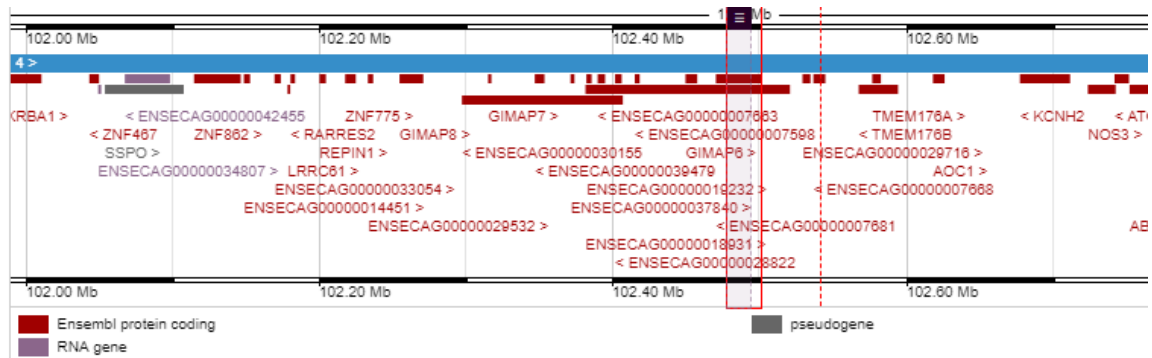 Mb
102.00 Mb 102.20 Mb 102.40 Mb 102.60 Mb
4 >
KRBA1 > < ENSECAG00000042455 ZNF775 > GIMAP7 > < ENSECAG00000007663 TMEM176A > < KCNH2
< ZNF467 ZNF862 > < RARRES2 GIMAP8 > < ENSECAG00000007598 < TMEM176B NOS3 >
SSPO > REPIN1 > < ENSECAG00000030155 GIMAP6 > ENSECAG00000029716 >
ENSECAG00000034807 > LRRC61 > < ENSECAG00000039479 AOC1 >
ENSECAG00000033054 > ENSECAG00000019232 > < ENSECAG00000007668
ENSECAG00000014451 > ENSECAG00000037840 >
ENSECAG00000029532 > < ENSECAG00000007681 AB
ENSECAG00000018931 >
< ENSECAG00000028822
102.00 Mb 102.20 Mb 102.40 Mb 102.60 Mb
Ensembl protein coding pseudogene
RNA gene